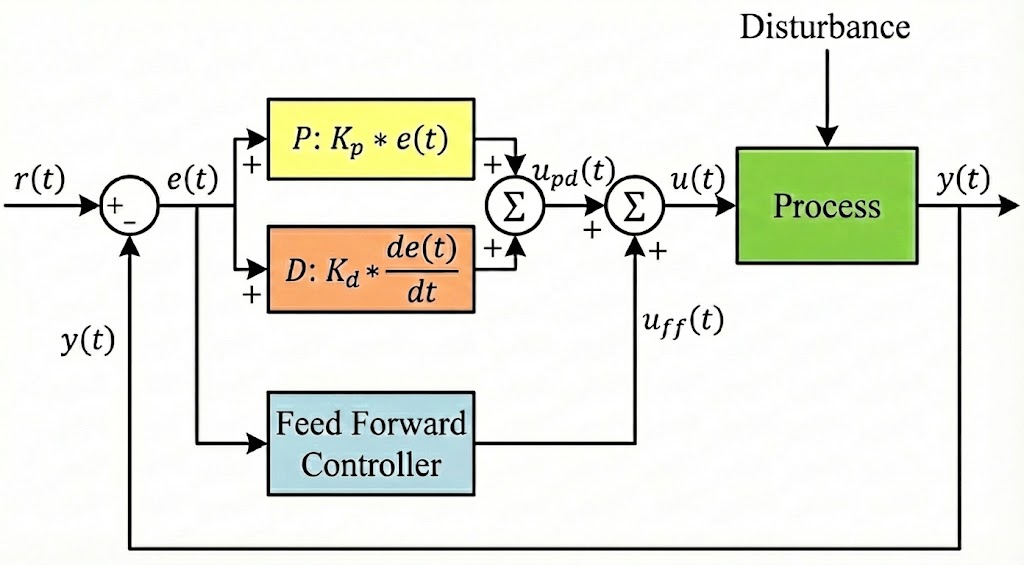 Disturbance
r(t)
+
−
e(t)
+
P: K_p * e(t)
+
D: K_d * de(t)/dt
+
+
Σ
u_pd(t)
+
Σ
+
u(t)
Process
y(t)
y(t)
u_ff(t)
Feed Forward
Controller